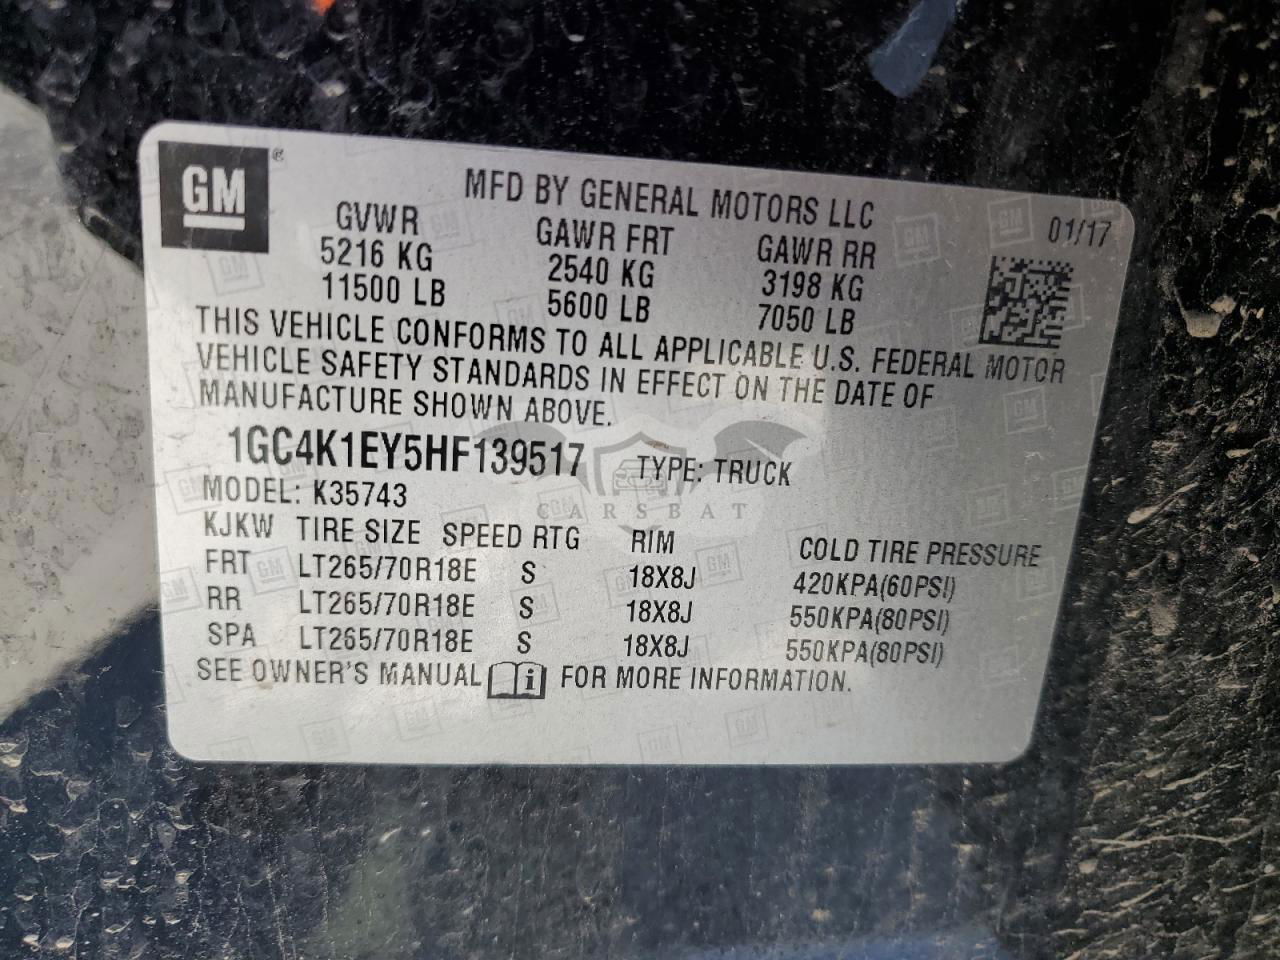 GM
MFD BY GENERAL MOTORS LLC
01/17
GVWR GAWR FRT GAWR RR
5216 KG 2540 KG 3198 KG
11500 LB 5600 LB 7050 LB
THIS VEHICLE CONFORMS TO ALL APPLICABLE U.S. FEDERAL MOTOR
VEHICLE SAFETY STANDARDS IN EFFECT ON THE DATE OF
MANUFACTURE SHOWN ABOVE.
1GC4K1EY5HF139517 TYPE: TRUCK
CARSBAT
MODEL: K35743
KJKW TIRE SIZE SPEED RTG RIM COLD TIRE PRESSURE
FRT LT265/70R18E S 18X8J 420KPA(60PSI)
RR LT265/70R18E S 18X8J 550KPA(80PSI)
SPA LT265/70R18E S 18X8J 550KPA(80PSI)
SEE OWNER'S MANUAL i FOR MORE INFORMATION.